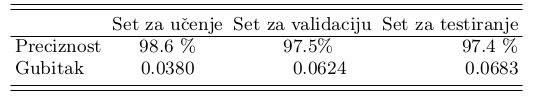 Set za učenje Set za validaciju Set za testiranje
Preciznost 98.6 % 97.5% 97.4 %
Gubitak 0.0380 0.0624 0.0683